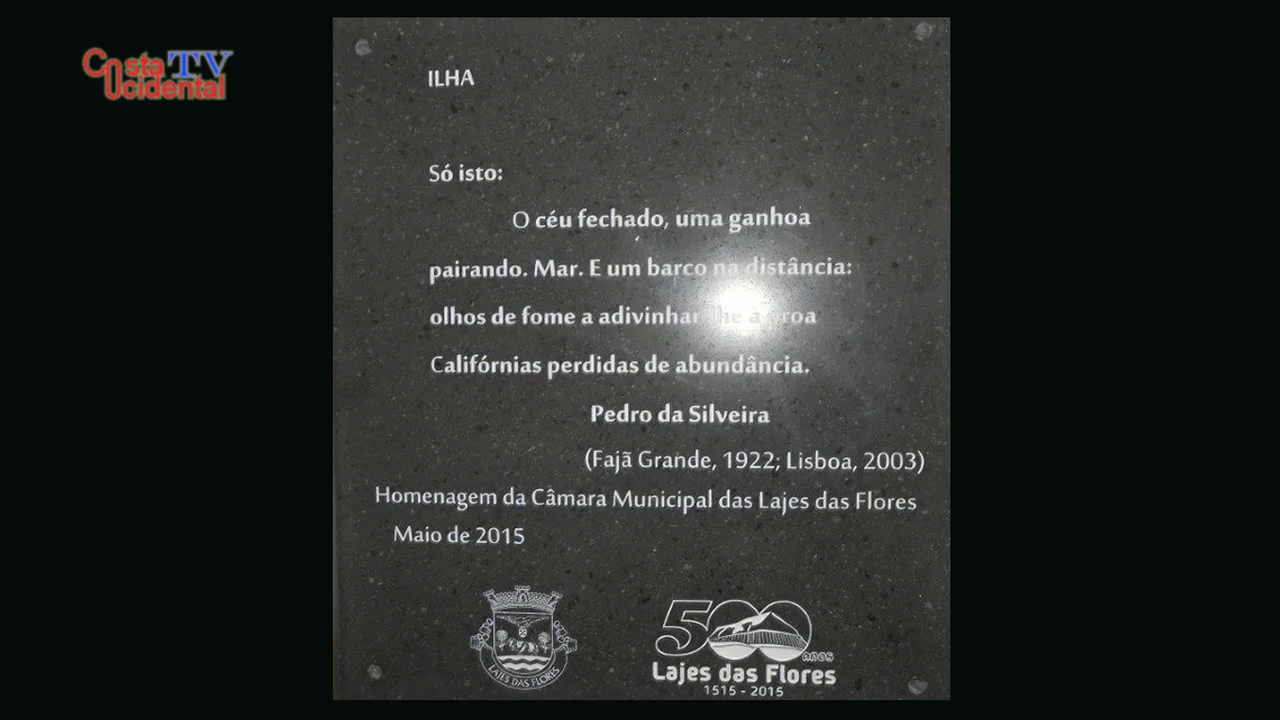 Costa TV
Ocidental
ILHA
Só isto:
O céu fechado, uma ganhoa
pairando. Mar. E um barco na distância:
olhos de fome a adivinhar-lhe à proa
Califórnias perdidas de abundância.
Pedro da Silveira
(Fajã Grande, 1922; Lisboa, 2003)
Homenagem da Câmara Municipal das Lajes das Flores
Maio de 2015
LAJES DAS FLORES
500 anos
Lajes das Flores
1515 - 2015